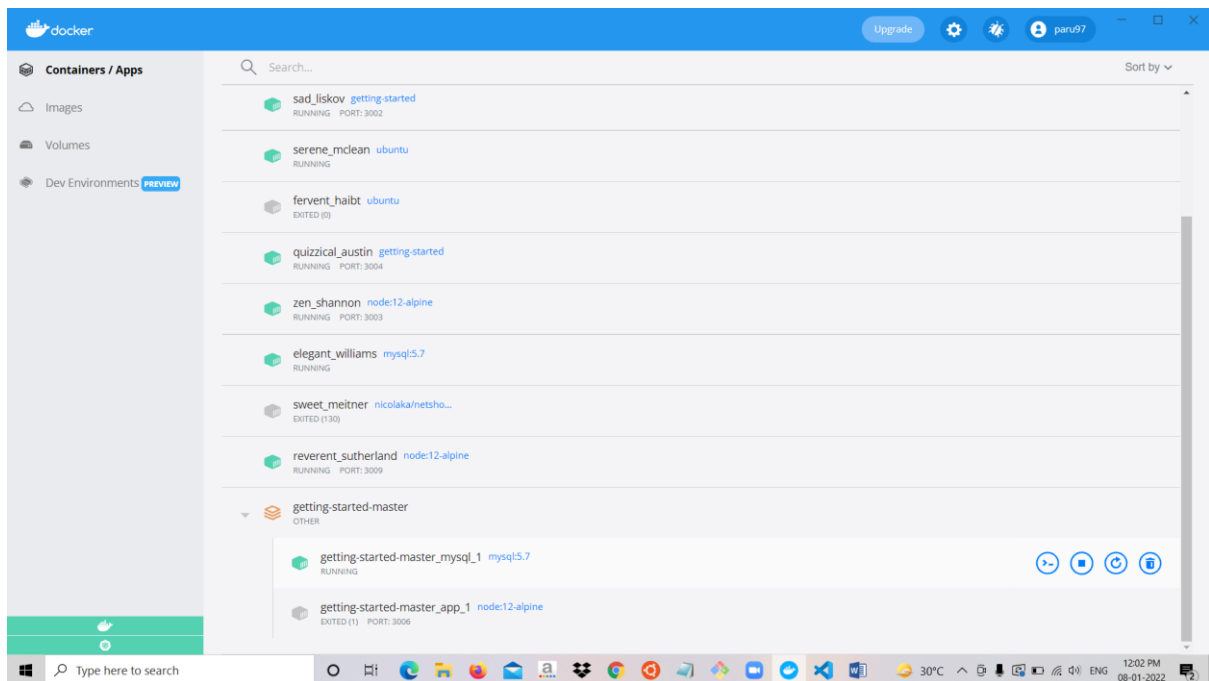 docker
Upgrade
paru97
Containers / Apps
Images
Volumes
Dev Environments PREVIEW
Search...
Sort by
sad_liskov getting-started
RUNNING PORT: 3002
serene_mclean ubuntu
RUNNING
fervent_haibt ubuntu
EXITED (0)
quizzical_austin getting-started
RUNNING PORT: 3004
zen_shannon node:12-alpine
RUNNING PORT: 3003
elegant_williams mysql:5.7
RUNNING
sweet_meitner nicolaka/netsho...
EXITED (130)
reverent_sutherland node:12-alpine
RUNNING PORT: 3009
getting-started-master
OTHER
getting-started-master_mysql_1 mysql:5.7
RUNNING
getting-started-master_app_1 node:12-alpine
EXITED (1) PORT: 3006
Type here to search
a
30°C
ENG
12:02 PM
08-01-2022
2